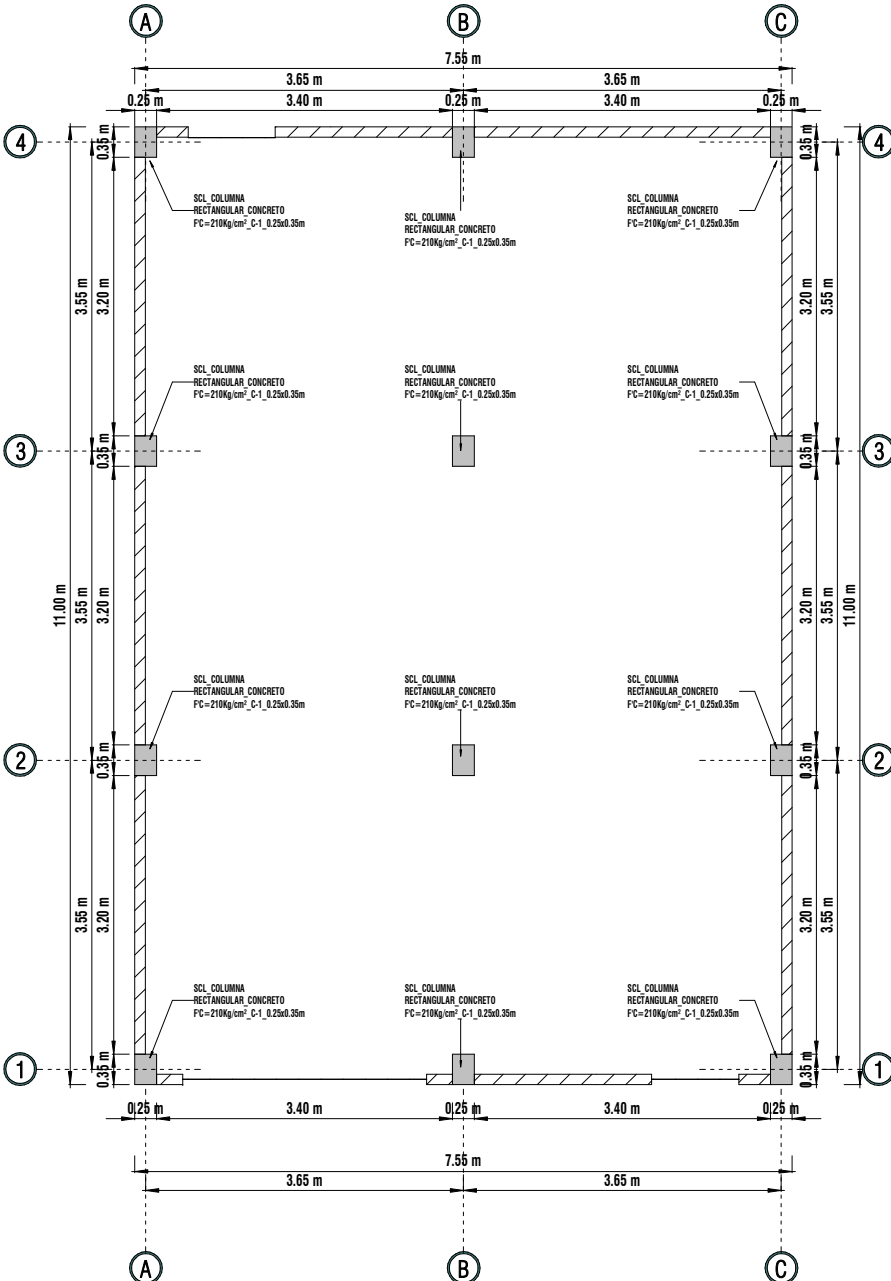 A B C
7.55 m
3.65 m 3.65 m
0.25 m 3.40 m 0.25 m 3.40 m 0.25 m
4 0.35 m 0.35 m 4
SCL_COLUMNA
RECTANGULAR_CONCRETO
F'C=210Kg/cm²_C-1_0.25x0.35m
SCL_COLUMNA
RECTANGULAR_CONCRETO
F'C=210Kg/cm²_C-1_0.25x0.35m
SCL_COLUMNA
RECTANGULAR_CONCRETO
F'C=210Kg/cm²_C-1_0.25x0.35m
3.55 m 3.20 m 3.20 m 3.55 m
SCL_COLUMNA
RECTANGULAR_CONCRETO
F'C=210Kg/cm²_C-1_0.25x0.35m
SCL_COLUMNA
RECTANGULAR_CONCRETO
F'C=210Kg/cm²_C-1_0.25x0.35m
SCL_COLUMNA
RECTANGULAR_CONCRETO
F'C=210Kg/cm²_C-1_0.25x0.35m
3 0.35 m 0.35 m 3
11.00 m 3.55 m 3.20 m 3.20 m 3.55 m 11.00 m
SCL_COLUMNA
RECTANGULAR_CONCRETO
F'C=210Kg/cm²_C-1_0.25x0.35m
SCL_COLUMNA
RECTANGULAR_CONCRETO
F'C=210Kg/cm²_C-1_0.25x0.35m
SCL_COLUMNA
RECTANGULAR_CONCRETO
F'C=210Kg/cm²_C-1_0.25x0.35m
2 0.35 m 0.35 m 2
3.55 m 3.20 m 3.20 m 3.55 m
SCL_COLUMNA
RECTANGULAR_CONCRETO
F'C=210Kg/cm²_C-1_0.25x0.35m
SCL_COLUMNA
RECTANGULAR_CONCRETO
F'C=210Kg/cm²_C-1_0.25x0.35m
SCL_COLUMNA
RECTANGULAR_CONCRETO
F'C=210Kg/cm²_C-1_0.25x0.35m
1 0.35 m 0.35 m 1
0.25 m 3.40 m 0.25 m 3.40 m 0.25 m
7.55 m
3.65 m 3.65 m
A B C